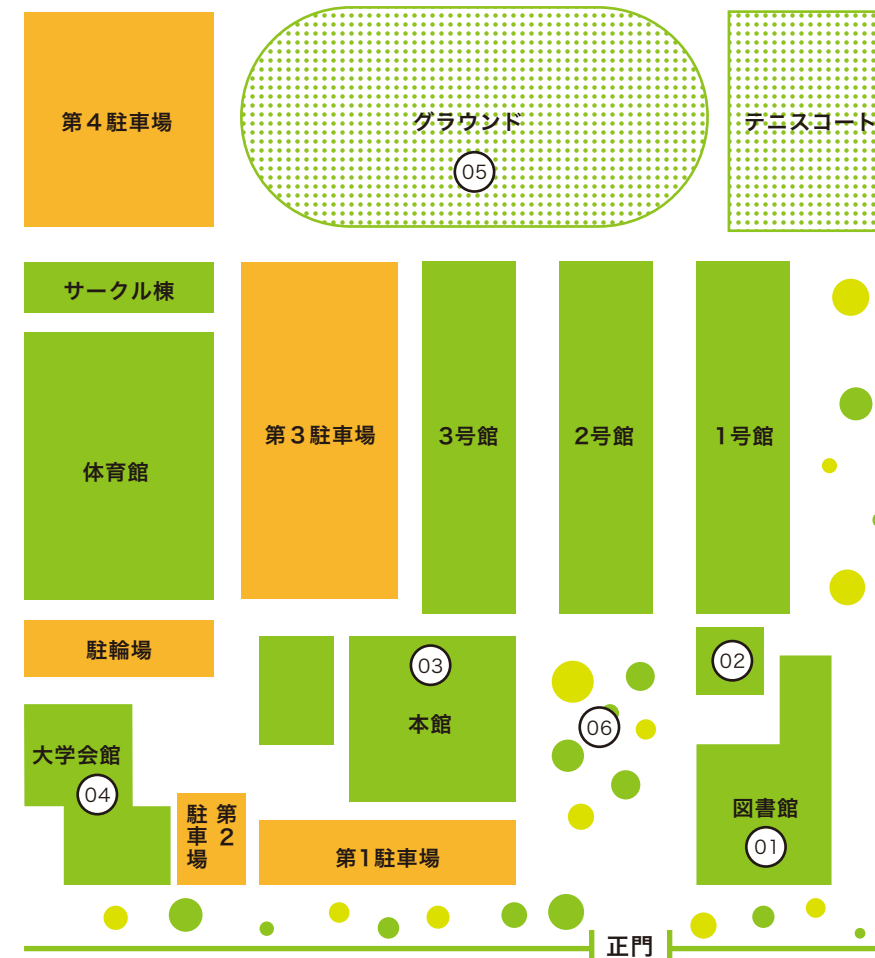 第４駐車場
グラウンド
05
テニスコート
サークル棟
体育館
第３駐車場
3号館
2号館
1号館
駐輪場
03
本館
02
06
大学会館
04
第2
駐車場
第1駐車場
図書館
01
正門